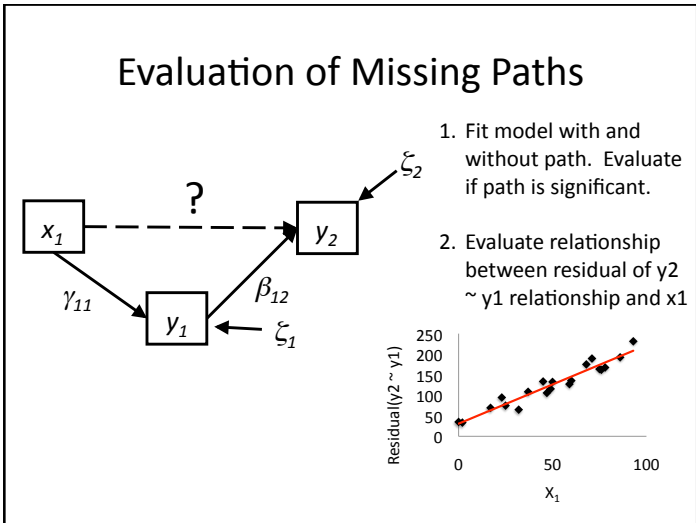 Evaluation of Missing Paths
1. Fit model with and
without path. Evaluate
if path is significant.
2. Evaluate relationship
between residual of y2
~ y1 relationship and x1
?
ζ2
x1
y2
γ11
β12
y1
ζ1
Residual(y2 ~ y1)
250
200
150
100
50
0
0 50 100
X1